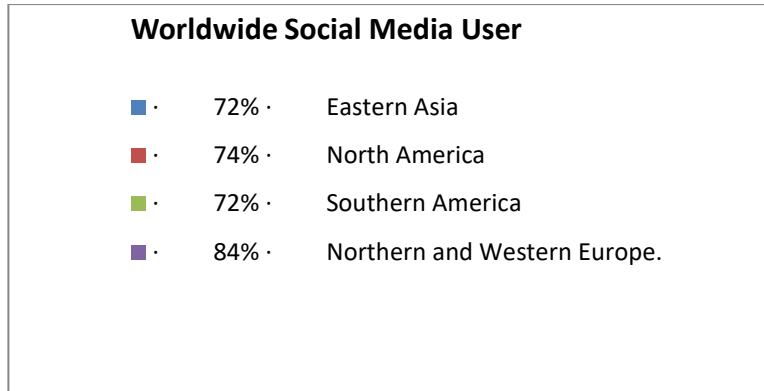 Worldwide Social Media User
· 72% · Eastern Asia
· 74% · North America
· 72% · Southern America
· 84% · Northern and Western Europe.